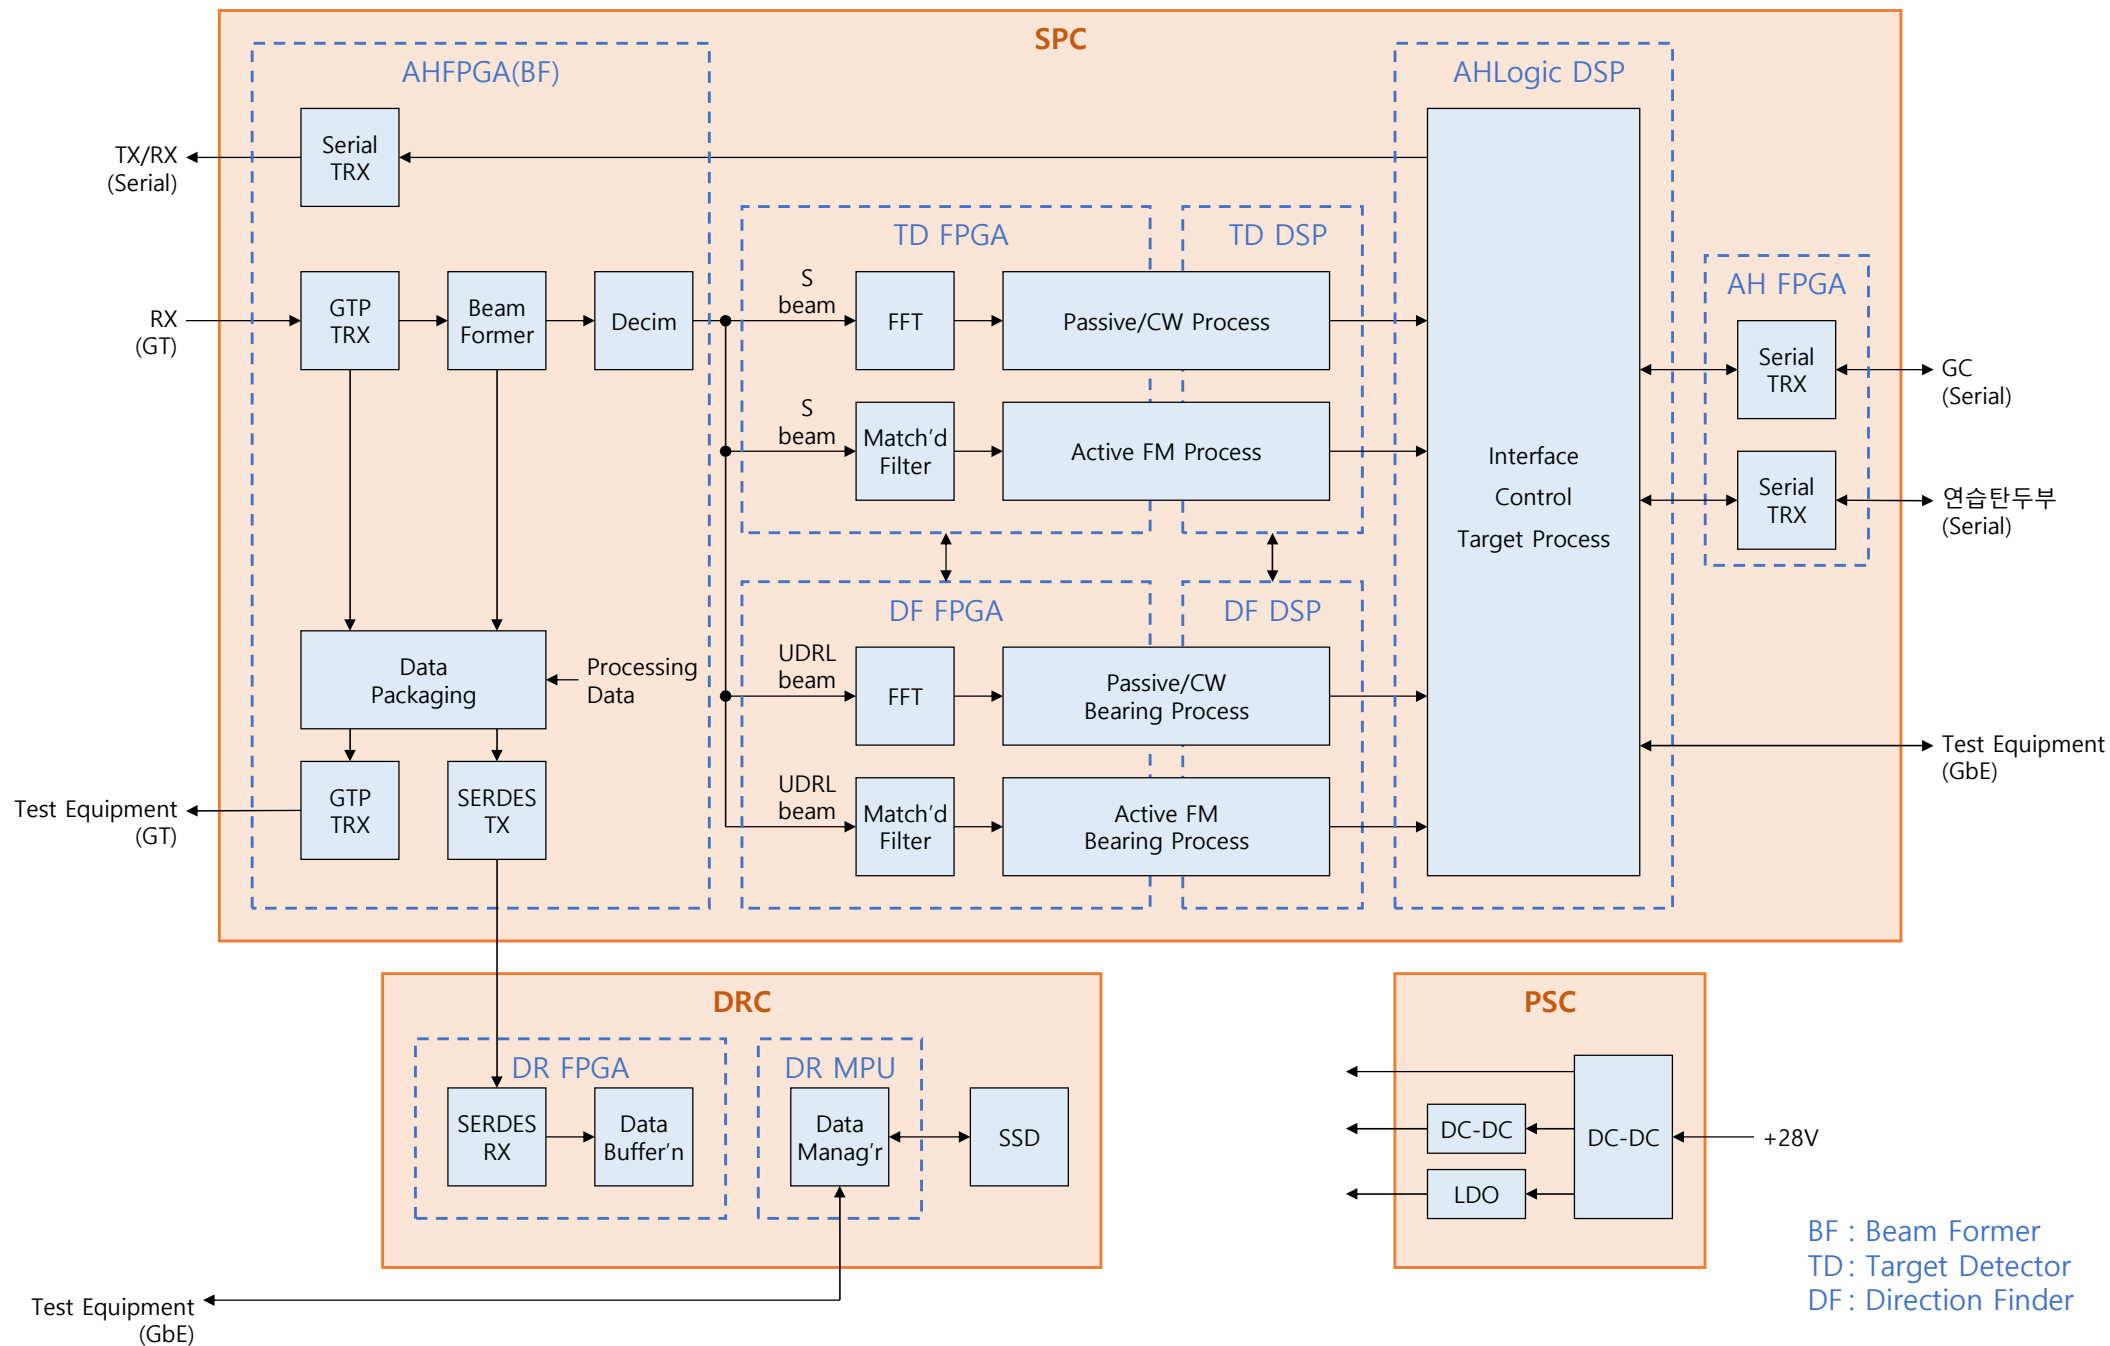 SPC
AHFPGA(BF)
AHLogic DSP
Serial
TRX
TX/RX
(Serial)
TD FPGA
TD DSP
AH FPGA
RX
(GT)
GTP
TRX
Beam
Former
Decim
S
beam
FFT
Passive/CW Process
Serial
TRX
GC
(Serial)
S
beam
Match'd
Filter
Active FM Process
Interface
Control
Target Process
Serial
TRX
연습탄두부
(Serial)
DF FPGA
DF DSP
Data
Packaging
Processing
Data
UDRL
beam
FFT
Passive/CW
Bearing Process
Test Equipment
(GbE)
Test Equipment
(GT)
GTP
TRX
SERDES
TX
UDRL
beam
Match'd
Filter
Active FM
Bearing Process
DRC
DR FPGA
DR MPU
SERDES
RX
Data
Buffer'n
Data
Manag'r
SSD
Test Equipment
(GbE)
PSC
DC-DC
LDO
DC-DC
+28V
BF : Beam Former
TD : Target Detector
DF : Direction Finder